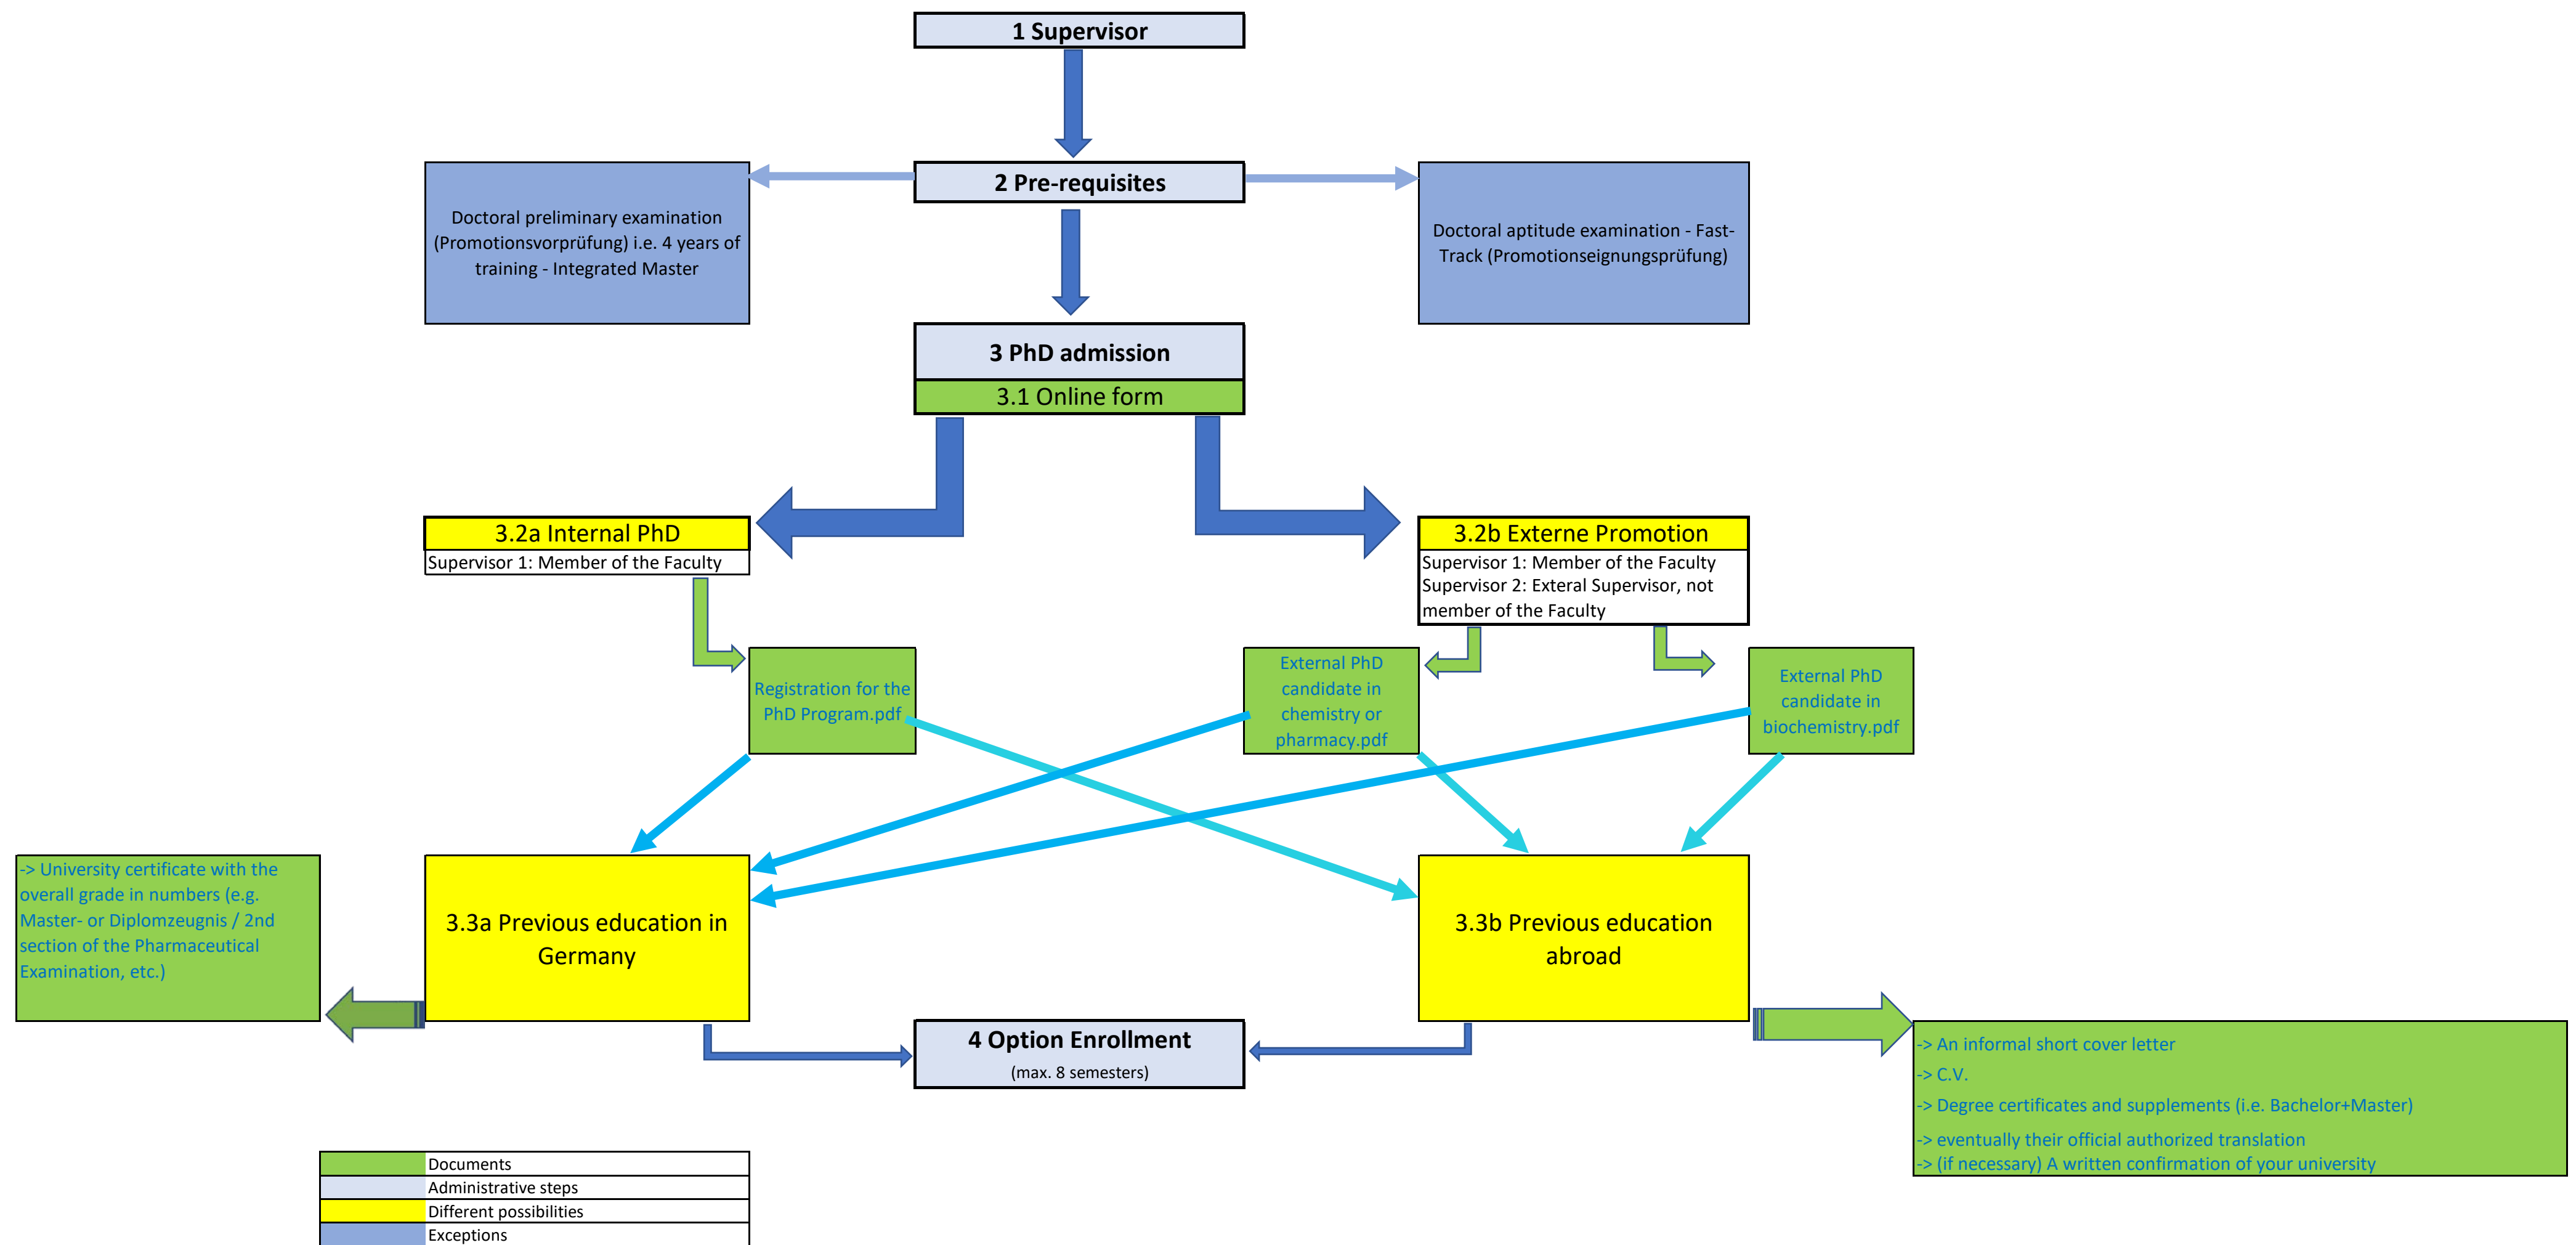 1 Supervisor
2 Pre-requisites
Doctoral preliminary examination
(Promotionsvorprüfung) i.e. 4 years of
training - Integrated Master
Doctoral aptitude examination - Fast-
Track (Promotionseignungsprüfung)
3 PhD admission
3.1 Online form
3.2a Internal PhD
Supervisor 1: Member of the Faculty
3.2b Externe Promotion
Supervisor 1: Member of the Faculty
Supervisor 2: Exteral Supervisor, not
member of the Faculty
Registration for the
PhD Program.pdf
External PhD
candidate in
chemistry or
pharmacy.pdf
External PhD
candidate in
biochemistry.pdf
-> University certificate with the
overall grade in numbers (e.g.
Master- or Diplomzeugnis / 2nd
section of the Pharmaceutical
Examination, etc.)
3.3a Previous education in
Germany
3.3b Previous education
abroad
4 Option Enrollment
(max. 8 semesters)
-> An informal short cover letter
-> C.V.
-> Degree certificates and supplements (i.e. Bachelor+Master)
-> eventually their official authorized translation
-> (if necessary) A written confirmation of your university
Documents
Administrative steps
Different possibilities
Exceptions